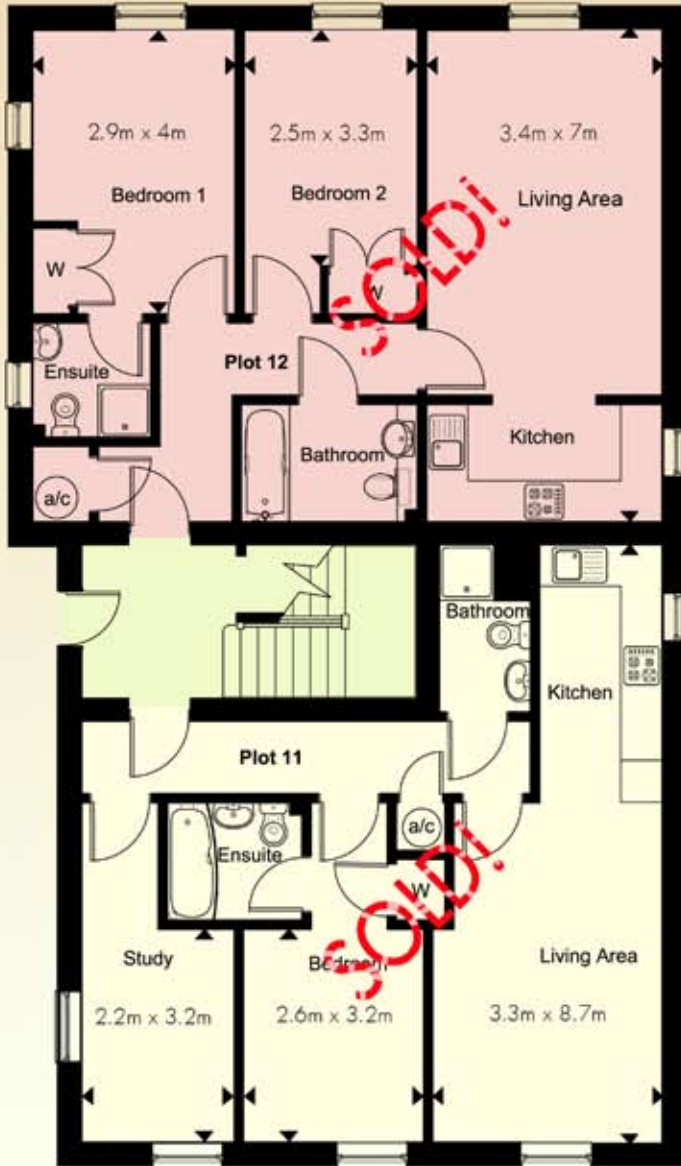 2.9m x 4m
2.5m x 3.3m
3.4m x 7m
Bedroom 1
Bedroom 2
Living Area
SOLD!
W
W
Ensuite
Plot 12
Bathroom
Kitchen
a/c
Bathroom
Kitchen
Plot 11
a/c
Ensuite
W
SOLD!
Study
Bedroom
Living Area
2.2m x 3.2m
2.6m x 3.2m
3.3m x 8.7m